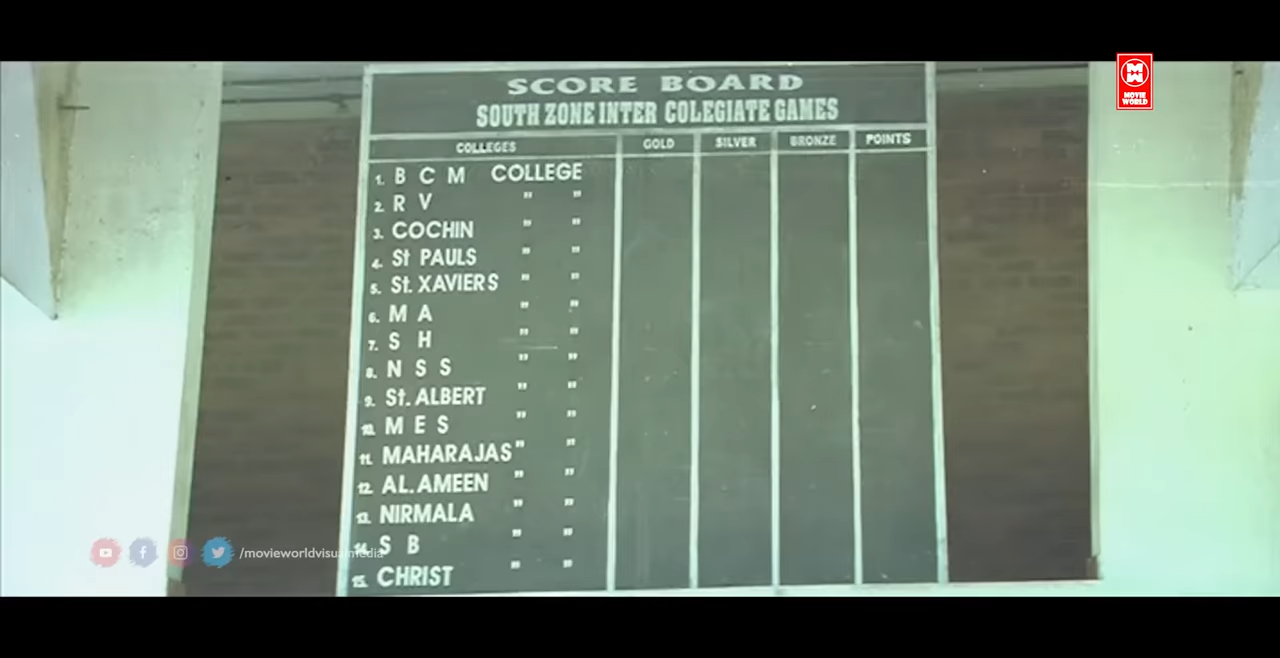 SCORE BOARD
SOUTH ZONE INTER COLEGIATE GAMES
COLLEGES GOLD SILVER BRONZE POINTS
1. B C M COLLEGE
2. R V " "
3. COCHIN " "
4. St PAULS " "
5. St. XAVIERS " "
6. M A " "
7. S H " "
8. N S S " "
9. St. ALBERT " "
10. M E S " "
11. MAHARAJAS " "
12. AL. AMEEN " "
13. NIRMALA " "
14. S B " "
15. CHRIST " "
MOVIE
WORLD
/movieworldvisualmedia